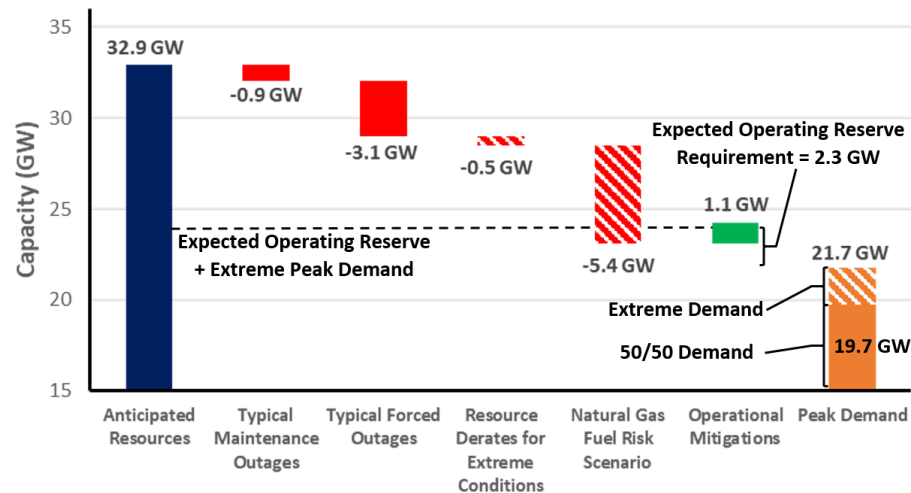 35
30
25
20
15
Capacity (GW)
32.9 GW
-0.9 GW
-3.1 GW
-0.5 GW
-5.4 GW
1.1 GW
21.7 GW
19.7 GW
Expected Operating Reserve
Requirement = 2.3 GW
Expected Operating Reserve
+ Extreme Peak Demand
Extreme Demand
50/50 Demand
Anticipated
Resources
Typical
Maintenance
Outages
Typical Forced
Outages
Resource
Derates for
Extreme
Conditions
Natural Gas
Fuel Risk
Scenario
Operational
Mitigations
Peak Demand